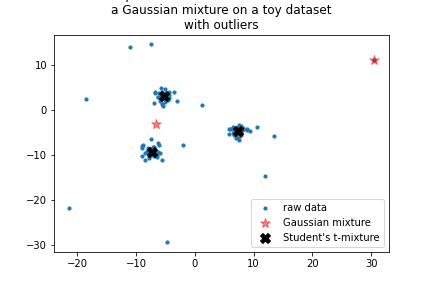 a Gaussian mixture on a toy dataset
with outliers
10
0
−10
−20
−30
−20
−10
0
10
20
30
raw data
Gaussian mixture
Student's t-mixture